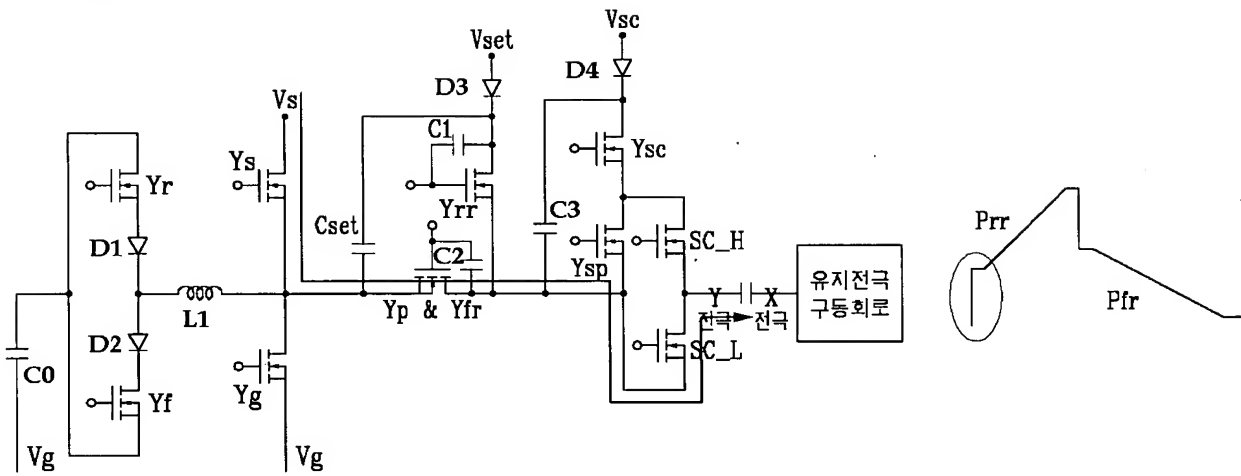 Vsc
Vset
D4
D3
Vs
C1
Ysc
Ys
Yr
Yrr
Cset
C3
SC_H
Prr
D1
C2
Ysp
유지전극
구동회로
Y
X
전극
전극
Yp & Yfr
Pfr
L1
D2
SC_L
C0
Yg
Yf
Vg
Vg